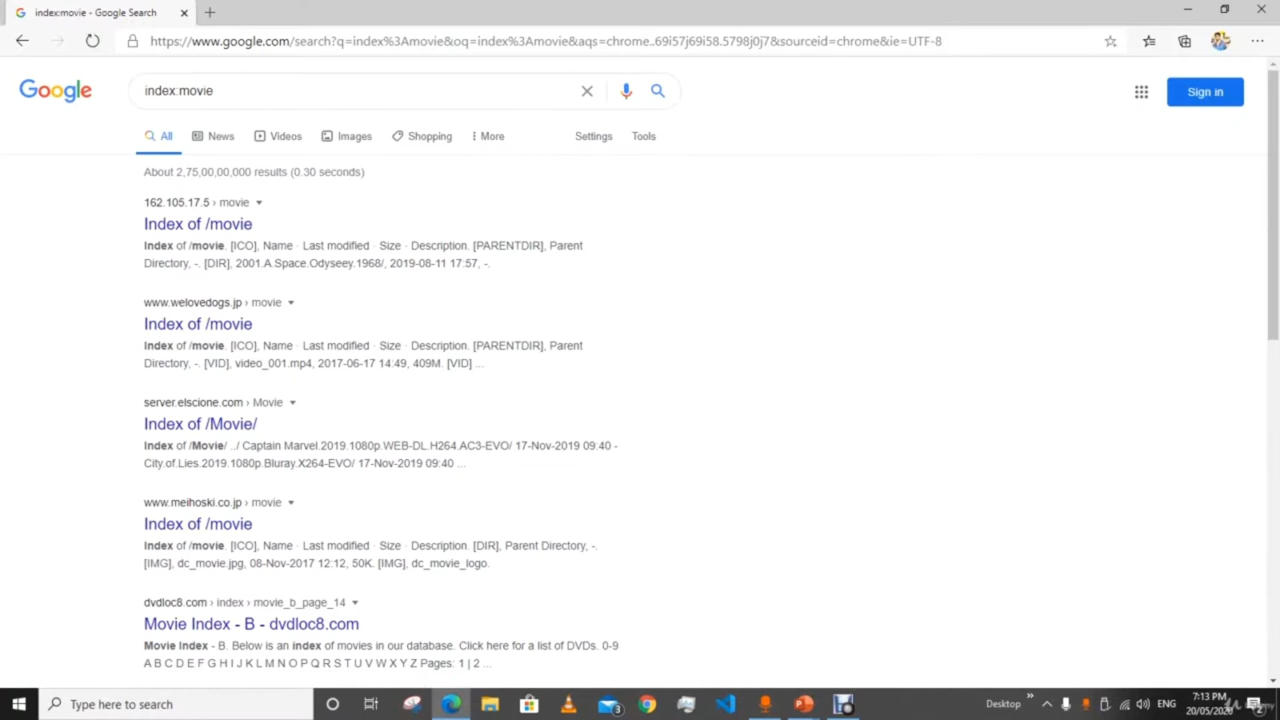 index:movie - Google Search
https://www.google.com/search?q=index%3Amovie&oq=index%3Amovie&aqs=chrome..69i57j69i58.5798j0j7&sourceid=chrome&ie=UTF-8
Google
index:movie
Sign in
All News Videos Images Shopping More Settings Tools
About 2,75,00,00,000 results (0.30 seconds)
162.105.17.5 › movie
Index of /movie
Index of /movie. [ICO], Name · Last modified · Size · Description. [PARENTDIR], Parent
Directory, -. [DIR], 2001.A.Space.Odyseey.1968/, 2019-08-11 17:57, -.
www.welovedogs.jp › movie
Index of /movie
Index of /movie. [ICO], Name · Last modified · Size · Description. [PARENTDIR], Parent
Directory, -. [VID], video_001.mp4, 2017-06-17 14:49, 409M. [VID] ...
server.elscione.com › Movie
Index of /Movie/
Index of /Movie/ ../ Captain Marvel.2019.1080p.WEB-DL.H264.AC3-EVO/ 17-Nov-2019 09:40 -
City.of.Lies.2019.1080p.Bluray.X264-EVO/ 17-Nov-2019 09:40 ...
www.meihoski.co.jp › movie
Index of /movie
Index of /movie. [ICO], Name · Last modified · Size · Description. [DIR], Parent Directory, -.
[IMG], dc_movie.jpg, 08-Nov-2017 12:12, 50K. [IMG], dc_movie_logo.
dvdloc8.com › index › movie_b_page_14
Movie Index - B - dvdloc8.com
Movie Index - B. Below is an index of movies in our database. Click here for a list of DVDs. 0-9
A B C D E F G H I J K L M N O P Q R S T U V W X Y Z Pages: 1 | 2 ...
Type here to search
3
Desktop
ENG
7:13 PM